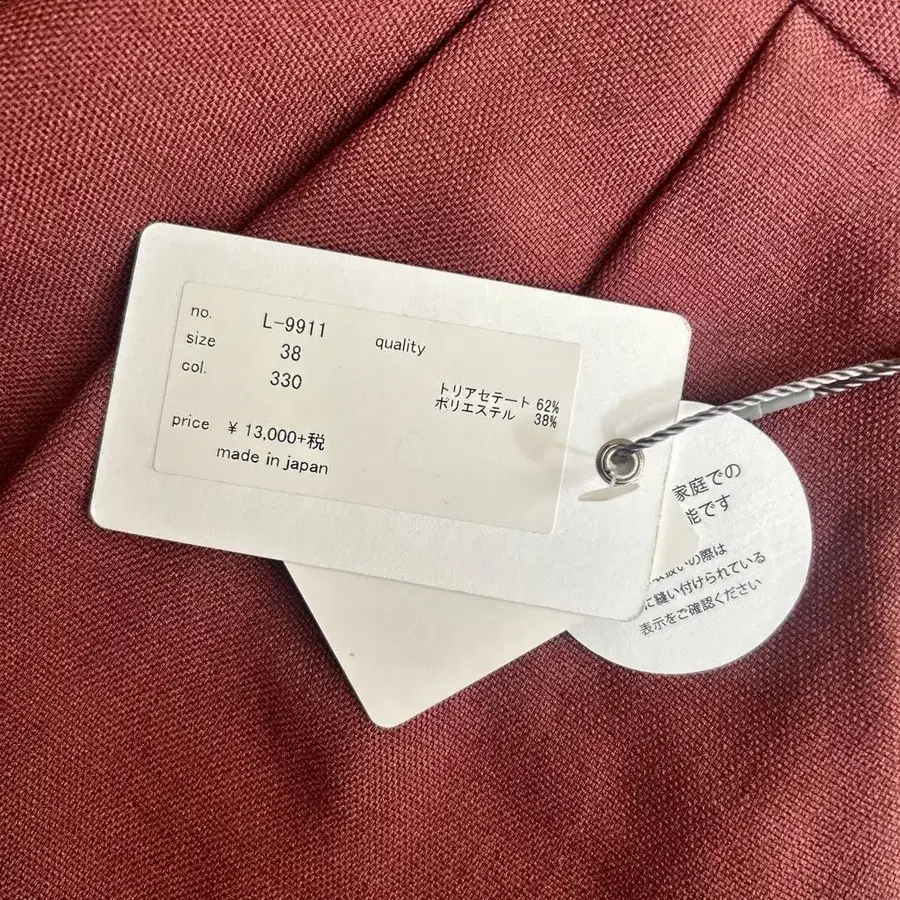 no. L-9911
size 38
col. 330
quality
トリアセテート 62%
ポリエステル 38%
price ¥ 13,000+税
made in japan
家庭での
能です
の際は
に縫い付けられている
表示をご確認ください